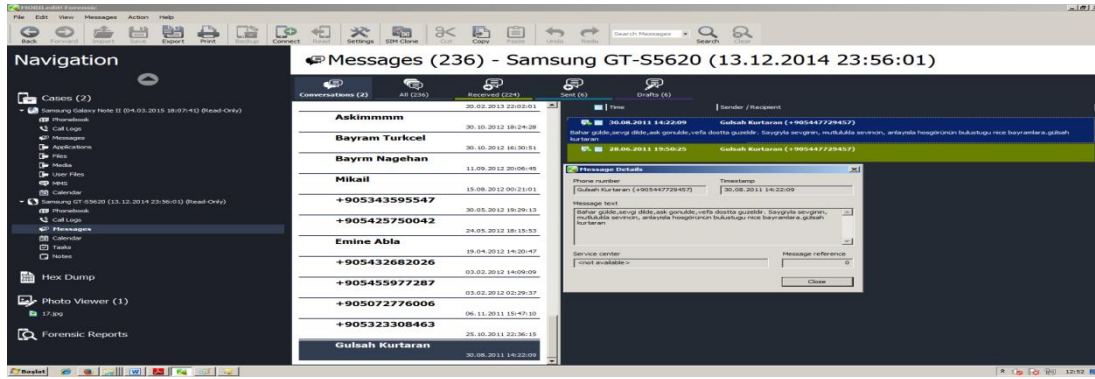 MOBILedit! Forensic
File Edit View Messages Action Help
Back Forward Import Save Export Print Backup Connect Read Settings SIM Clone Cut Copy Paste Undo Redo Search Messages Search Clear
Navigation
Cases (2)
Samsung Galaxy Note II (04.03.2015 18:07:41) (Read-Only)
Phonebook
Call Logs
Messages
Applications
Files
Media
User Files
MMS
Calendar
Samsung GT-S5620 (13.12.2014 23:56:01) (Read-Only)
Phonebook
Call Logs
Messages
Calendar
Tasks
Notes
Hex Dump
Photo Viewer (1)
17.jpg
Forensic Reports
Messages (236) - Samsung GT-S5620 (13.12.2014 23:56:01)
Conversations (2) All (236) Received (224) Sent (6) Drafts (6)
20.02.2013 22:02:01
Askimmmm
30.10.2012 18:24:28
Bayram Turkcel
30.10.2012 16:30:51
Bayrm Nagehan
11.09.2012 20:06:45
Mikail
15.08.2012 00:21:01
+905343595547
30.05.2012 19:29:13
+905425750042
24.05.2012 18:15:53
Emine Abla
19.04.2012 14:20:47
+905432682026
03.02.2012 14:09:09
+905455977287
03.02.2012 02:29:37
+905072776006
06.11.2011 15:47:10
+905323308463
25.10.2011 22:36:15
Gulsah Kurtaran
30.08.2011 14:22:09
Time Sender / Recipient
30.08.2011 14:22:09 Gulsah Kurtaran (+905447729457)
Bahar gülde,sevgi dilde,ask gonulde,vefa dostta guzeldir. Saygıyla sevginin, mutlulukla sevincin, anlayisla hosgörünün bulustugu nice bayramlara.gülsah
kurtaran
28.06.2011 19:50:25 Gulsah Kurtaran (+905447729457)
Message Details
Phone number Timestamp
Gulsah Kurtaran (+905447729457) 30.08.2011 14:22:09
Message text
Bahar gülde,sevgi dilde,ask gonulde,vefa dostta guzeldir. Saygiyla sevginin,
mutlulukla sevincin, anlayisla hosgörünün bulustugu nice bayramlara.gülsah
kurtaran
Service center Message reference
<not available> 0
Close
Başlat 12:52